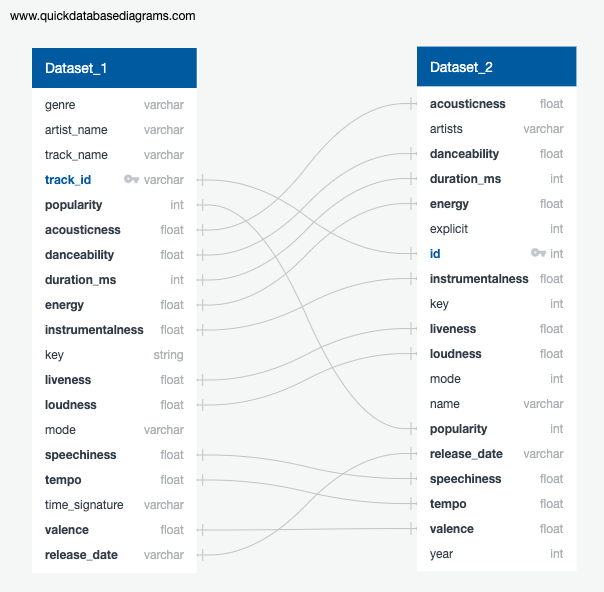 www.quickdatabasediagrams.com
Dataset_1
genre varchar
artist_name varchar
track_name varchar
track_id varchar
popularity int
acousticness float
danceability float
duration_ms int
energy float
instrumentalness float
key string
liveness float
loudness float
mode varchar
speechiness float
tempo float
time_signature varchar
valence float
release_date varchar
Dataset_2
acousticness float
artists varchar
danceability float
duration_ms int
energy float
explicit int
id int
instrumentalness float
key int
liveness float
loudness float
mode int
name varchar
popularity int
release_date varchar
speechiness float
tempo float
valence float
year int